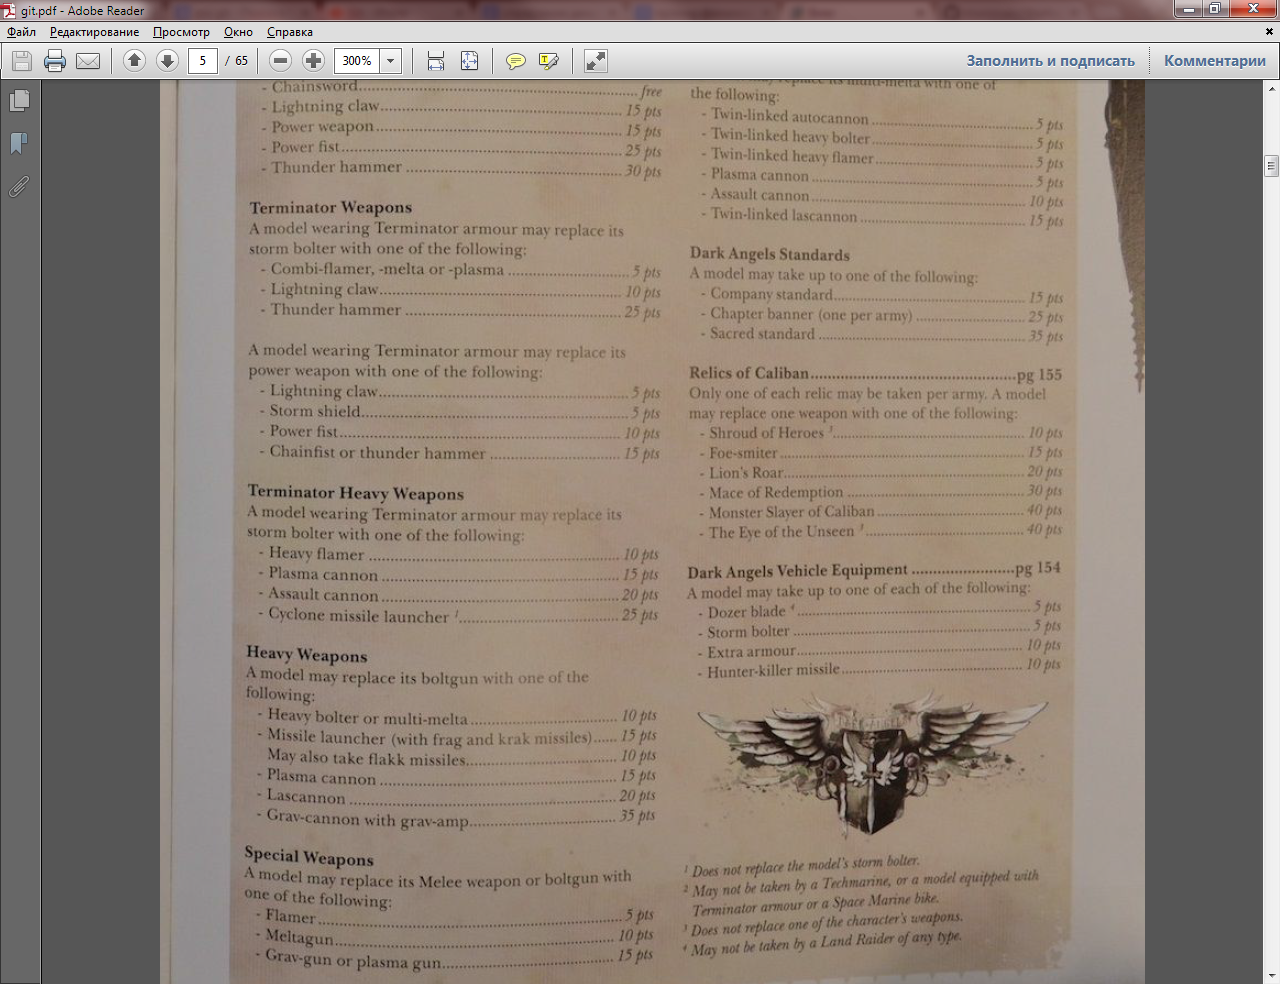 git.pdf - Adobe Reader
Файл Редактирование Просмотр Окно Справка
5 / 65 300% Заполнить и подписать Комментарии
- Chainsword free
- Lightning claw 15 pts
- Power weapon 15 pts
- Power fist 25 pts
- Thunder hammer 30 pts
Terminator Weapons
A model wearing Terminator armour may replace its
storm bolter with one of the following:
- Combi-flamer, -melta or -plasma 5 pts
- Lightning claw 10 pts
- Thunder hammer 25 pts
A model wearing Terminator armour may replace its
power weapon with one of the following:
- Lightning claw 5 pts
- Storm shield 5 pts
- Power fist 10 pts
- Chainfist or thunder hammer 15 pts
Terminator Heavy Weapons
A model wearing Terminator armour may replace its
storm bolter with one of the following:
- Heavy flamer 10 pts
- Plasma cannon 15 pts
- Assault cannon 20 pts
- Cyclone missile launcher ¹ 25 pts
Heavy Weapons
A model may replace its boltgun with one of the
following:
- Heavy bolter or multi-melta 10 pts
- Missile launcher (with frag and krak missiles) 15 pts
May also take flakk missiles 10 pts
- Plasma cannon 15 pts
- Lascannon 20 pts
- Grav-cannon with grav-amp 35 pts
Special Weapons
A model may replace its Melee weapon or boltgun with
one of the following:
- Flamer 5 pts
- Meltagun 10 pts
- Grav-gun or plasma gun 15 pts
may replace its multi-melta with one of
the following:
- Twin-linked autocannon 5 pts
- Twin-linked heavy bolter 5 pts
- Twin-linked heavy flamer 5 pts
- Plasma cannon 5 pts
- Assault cannon 10 pts
- Twin-linked lascannon 15 pts
Dark Angels Standards
A model may take up to one of the following:
- Company standard 15 pts
- Chapter banner (one per army) 25 pts
- Sacred standard 35 pts
Relics of Caliban pg 155
Only one of each relic may be taken per army. A model
may replace one weapon with one of the following:
- Shroud of Heroes ³ 10 pts
- Foe-smiter 15 pts
- Lion's Roar 20 pts
- Mace of Redemption 30 pts
- Monster Slayer of Caliban 40 pts
- The Eye of the Unseen ³ 40 pts
Dark Angels Vehicle Equipment pg 154
A model may take up to one of each of the following:
- Dozer blade ⁴ 5 pts
- Storm bolter 5 pts
- Extra armour 10 pts
- Hunter-killer missile 10 pts
¹ Does not replace the model's storm bolter.
² May not be taken by a Techmarine, or a model equipped with
Terminator armour or a Space Marine bike.
³ Does not replace one of the character's weapons.
⁴ May not be taken by a Land Raider of any type.